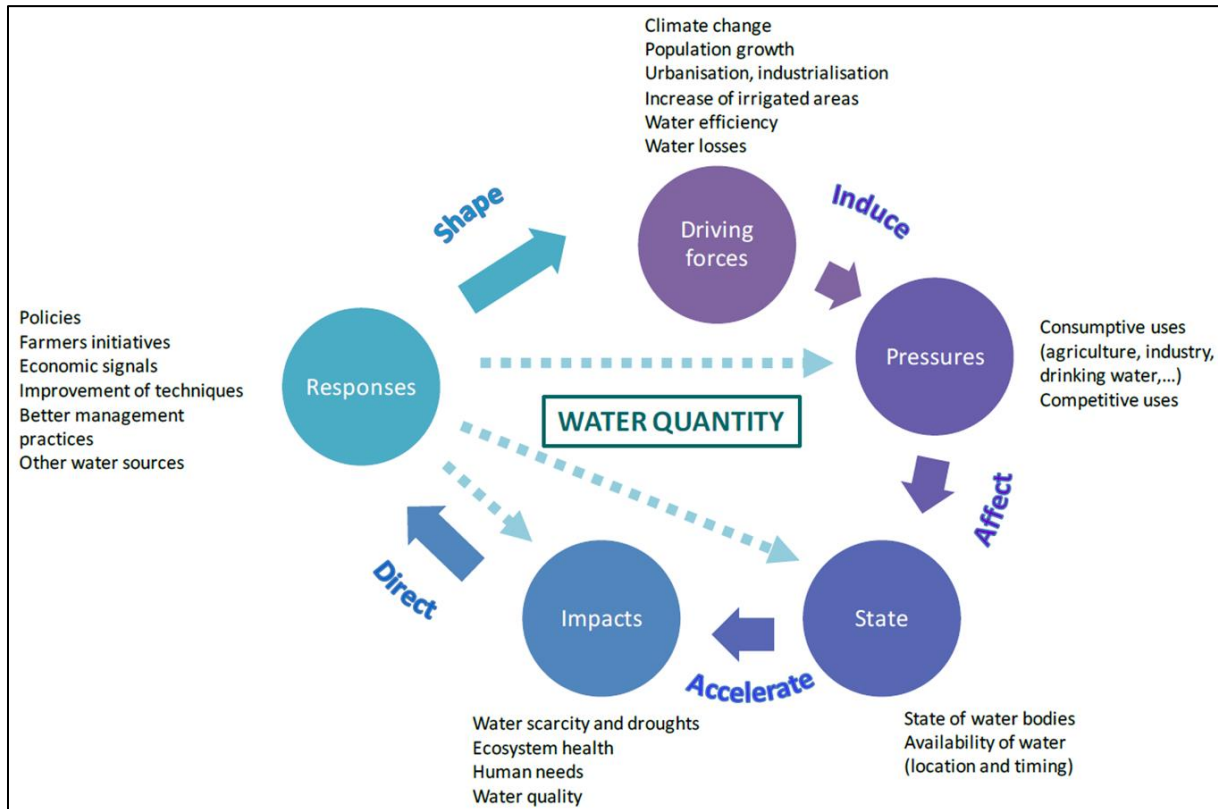 Climate change
Population growth
Urbanisation, industrialisation
Increase of irrigated areas
Water efficiency
Water losses
Shape
Induce
Driving
forces
Policies
Farmers initiatives
Economic signals
Improvement of techniques
Better management
practices
Other water sources
Responses
Pressures
Consumptive uses
(agriculture, industry,
drinking water,...)
Competitive uses
WATER QUANTITY
Affect
Direct
Impacts
State
Accelerate
Water scarcity and droughts
Ecosystem health
Human needs
Water quality
State of water bodies
Availability of water
(location and timing)